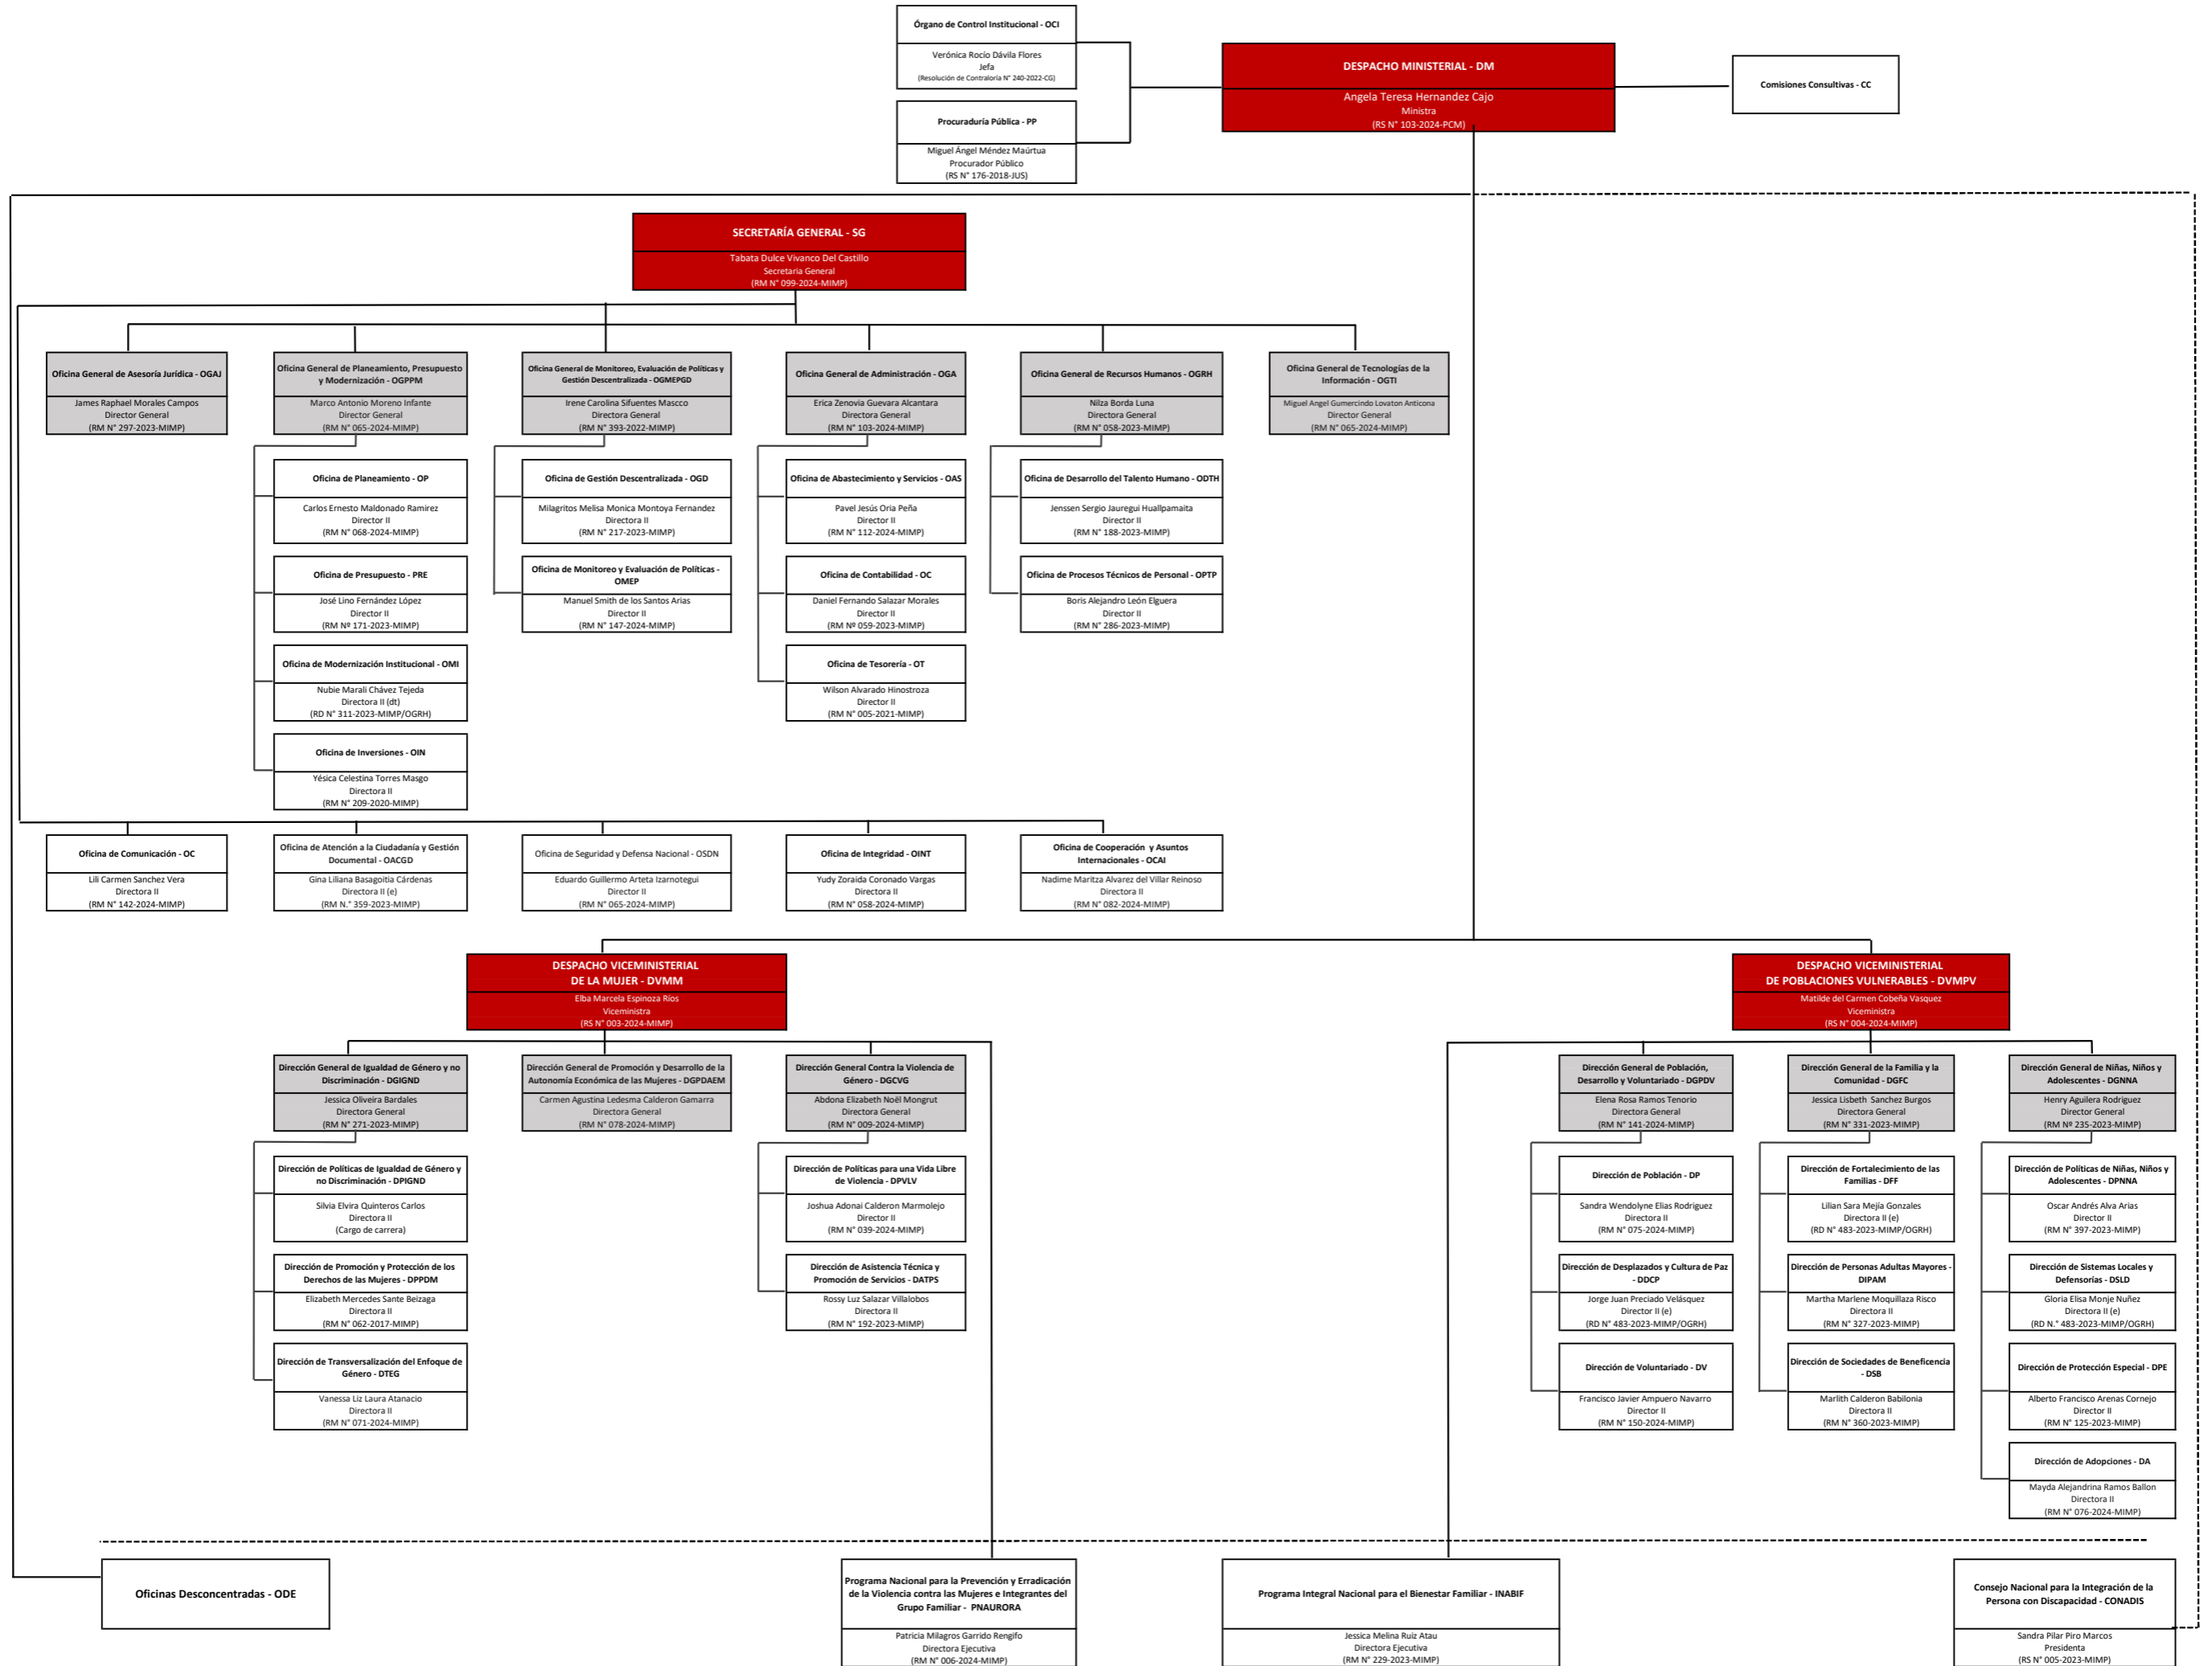 Órgano de Control Institucional - OCI
Verónica Rocío Dávila Flores
Jefa
(Resolución de Contraloría N° 240-2022-CG)
Procuraduría Pública - PP
Miguel Ángel Méndez Maúrtua
Procurador Público
(RS N° 176-2018-JUS)
DESPACHO MINISTERIAL - DM
Angela Teresa Hernandez Cajo
Ministra
(RS N° 103-2024-PCM)
Comisiones Consultivas - CC
SECRETARÍA GENERAL - SG
Tabata Dulce Vivanco Del Castillo
Secretaria General
(RM N° 099-2024-MIMP)
Oficina General de Asesoría Jurídica - OGAJ
James Raphael Morales Campos
Director General
(RM N° 297-2023-MIMP)
Oficina General de Planeamiento, Presupuesto
y Modernización - OGPPM
Marco Antonio Moreno Infante
Director General
(RM N° 065-2024-MIMP)
Oficina de Planeamiento - OP
Carlos Ernesto Maldonado Ramirez
Director II
(RM N° 068-2024-MIMP)
Oficina de Presupuesto - PRE
José Lino Fernández López
Director II
(RM Nº 171-2023-MIMP)
Oficina de Modernización Institucional - OMI
Nubie Marali Chávez Tejeda
Directora II (dt)
(RD N° 311-2023-MIMP/OGRH)
Oficina de Inversiones - OIN
Yésica Celestina Torres Masgo
Directora II
(RM N° 209-2020-MIMP)
Oficina General de Monitoreo, Evaluación de Políticas y
Gestión Descentralizada - OGMEPGD
Irene Carolina Sifuentes Mascco
Directora General
(RM N° 393-2022-MIMP)
Oficina de Gestión Descentralizada - OGD
Milagritos Melisa Monica Montoya Fernandez
Directora II
(RM N° 217-2023-MIMP)
Oficina de Monitoreo y Evaluación de Políticas -
OMEP
Manuel Smith de los Santos Arias
Director II
(RM N° 147-2024-MIMP)
Oficina General de Administración - OGA
Erica Zenovia Guevara Alcantara
Directora General
(RM N° 103-2024-MIMP)
Oficina de Abastecimiento y Servicios - OAS
Pavel Jesús Oria Peña
Director II
(RM N° 112-2024-MIMP)
Oficina de Contabilidad - OC
Daniel Fernando Salazar Morales
Director II
(RM Nº 059-2023-MIMP)
Oficina de Tesorería - OT
Wilson Alvarado Hinostroza
Director II
(RM N° 005-2021-MIMP)
Oficina General de Recursos Humanos - OGRH
Nilza Borda Luna
Directora General
(RM N° 058-2023-MIMP)
Oficina de Desarrollo del Talento Humano - ODTH
Jenssen Sergio Jauregui Huallpamaita
Director II
(RM N° 188-2023-MIMP)
Oficina de Procesos Técnicos de Personal - OPTP
Boris Alejandro León Elguera
Director II
(RM N° 286-2023-MIMP)
Oficina General de Tecnologías de la
Información - OGTI
Miguel Angel Gumercindo Lovaton Anticona
Director General
(RM N° 065-2024-MIMP)
Oficina de Comunicación - OC
Lili Carmen Sanchez Vera
Directora II
(RM N° 142-2024-MIMP)
Oficina de Atención a la Ciudadanía y Gestión
Documental - OACGD
Gina Liliana Basagoitia Cárdenas
Directora II (e)
(RM N.° 359-2023-MIMP)
Oficina de Seguridad y Defensa Nacional - OSDN
Eduardo Guillermo Arteta Izarnotegui
Director II
(RM N° 065-2024-MIMP)
Oficina de Integridad - OINT
Yudy Zoraida Coronado Vargas
Directora II
(RM N° 058-2024-MIMP)
Oficina de Cooperación y Asuntos
Internacionales - OCAI
Nadime Maritza Alvarez del Villar Reinoso
Directora II
(RM N° 082-2024-MIMP)
DESPACHO VICEMINISTERIAL
DE LA MUJER - DVMM
Elba Marcela Espinoza Ríos
Viceministra
(RS N° 003-2024-MIMP)
Dirección General de Igualdad de Género y no
Discriminación - DGIGND
Jessica Oliveira Bardales
Directora General
(RM N° 271-2023-MIMP)
Dirección de Políticas de Igualdad de Género y
no Discriminación - DPIGND
Silvia Elvira Quinteros Carlos
Directora II
(Cargo de carrera)
Dirección de Promoción y Protección de los
Derechos de las Mujeres - DPPDM
Elizabeth Mercedes Sante Beizaga
Directora II
(RM N° 062-2017-MIMP)
Dirección de Transversalización del Enfoque de
Género - DTEG
Vanessa Liz Laura Atanacio
Directora II
(RM N° 071-2024-MIMP)
Dirección General de Promoción y Desarrollo de la
Autonomía Económica de las Mujeres - DGPDAEM
Carmen Agustina Ledesma Calderon Gamarra
Directora General
(RM N° 078-2024-MIMP)
Dirección General Contra la Violencia de
Género - DGCVG
Abdona Elizabeth Noël Mongrut
Directora General
(RM N° 009-2024-MIMP)
Dirección de Políticas para una Vida Libre
de Violencia - DPVLV
Joshua Adonai Calderon Marmolejo
Director II
(RM N° 039-2024-MIMP)
Dirección de Asistencia Técnica y
Promoción de Servicios - DATPS
Rossy Luz Salazar Villalobos
Directora II
(RM N° 192-2023-MIMP)
DESPACHO VICEMINISTERIAL
DE POBLACIONES VULNERABLES - DVMPV
Matilde del Carmen Cobeña Vasquez
Viceministra
(RS N° 004-2024-MIMP)
Dirección General de Población,
Desarrollo y Voluntariado - DGPDV
Elena Rosa Ramos Tenorio
Directora General
(RM N° 141-2024-MIMP)
Dirección de Población - DP
Sandra Wendolyne Elias Rodriguez
Directora II
(RM N° 075-2024-MIMP)
Dirección de Desplazados y Cultura de Paz
- DDCP
Jorge Juan Preciado Velásquez
Director II (e)
(RD N° 483-2023-MIMP/OGRH)
Dirección de Voluntariado - DV
Francisco Javier Ampuero Navarro
Director II
(RM N° 150-2024-MIMP)
Dirección General de la Familia y la
Comunidad - DGFC
Jessica Lisbeth Sanchez Burgos
Directora General
(RM N° 331-2023-MIMP)
Dirección de Fortalecimiento de las
Familias - DFF
Lilian Sara Mejía Gonzales
Directora II (e)
(RD N° 483-2023-MIMP/OGRH)
Dirección de Personas Adultas Mayores -
DIPAM
Martha Marlene Moquillaza Risco
Directora II
(RM N° 327-2023-MIMP)
Dirección de Sociedades de Beneficencia
- DSB
Marlith Calderon Babilonia
Directora II
(RM N° 360-2023-MIMP)
Dirección General de Niñas, Niños y
Adolescentes - DGNNA
Henry Aguilera Rodriguez
Director General
(RM Nº 235-2023-MIMP)
Dirección de Políticas de Niñas, Niños y
Adolescentes - DPNNA
Oscar Andrés Alva Arias
Director II
(RM N° 397-2023-MIMP)
Dirección de Sistemas Locales y
Defensorías - DSLD
Gloria Elisa Monje Nuñez
Directora II (e)
(RD N.° 483-2023-MIMP/OGRH)
Dirección de Protección Especial - DPE
Alberto Francisco Arenas Cornejo
Director II
(RM N° 125-2023-MIMP)
Dirección de Adopciones - DA
Mayda Alejandrina Ramos Ballon
Directora II
(RM N° 076-2024-MIMP)
Oficinas Desconcentradas - ODE
Programa Nacional para la Prevención y Erradicación
de la Violencia contra las Mujeres e Integrantes del
Grupo Familiar - PNAURORA
Patricia Milagros Garrido Rengifo
Directora Ejecutiva
(RM N° 006-2024-MIMP)
Programa Integral Nacional para el Bienestar Familiar - INABIF
Jessica Melina Ruiz Atau
Directora Ejecutiva
(RM N° 229-2023-MIMP)
Consejo Nacional para la Integración de la
Persona con Discapacidad - CONADIS
Sandra Pilar Piro Marcos
Presidenta
(RS N° 005-2023-MIMP)